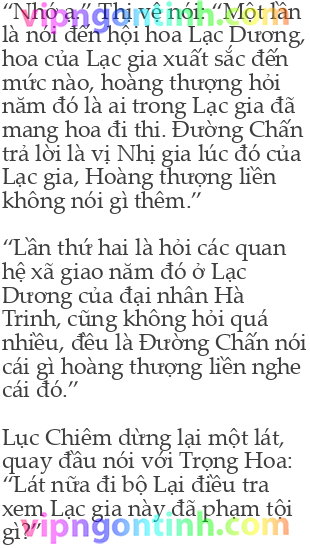 “Nhớ ạ.” Thị vệ nói: “Một lần
là nói đến hội hoa Lạc Dương,
hoa của Lạc gia xuất sắc đến
mức nào, hoàng thượng hỏi
năm đó là ai trong Lạc gia đã
mang hoa đi thi. Đường Chấn
trả lời là vị Nhị gia lúc đó của
Lạc gia, Hoàng thượng liền
không nói gì thêm.”
“Lần thứ hai là hỏi các quan
hệ xã giao năm đó ở Lạc
Dương của đại nhân Hà
Trinh, cũng không hỏi quá
nhiều, đều là Đường Chấn nói
cái gì hoàng thượng liền nghe
cái đó.”
Lục Chiêm dừng lại một lát,
quay đầu nói với Trọng Hoa:
“Lát nữa đi bộ Lại điều tra
xem Lạc gia này đã phạm tội
gì?”
vipngontinh.com
vipngontinh.com